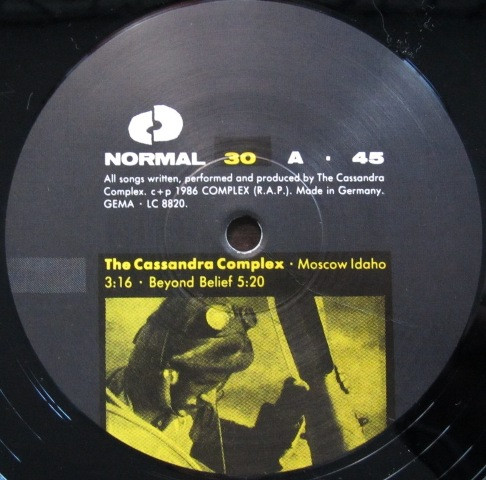 NORMAL 30 A · 45
All songs written, performed and produced by The Cassandra
Complex. c+p 1986 COMPLEX (R.A.P.). Made in Germany.
GEMA · LC 8820.
The Cassandra Complex · Moscow Idaho
3:16 · Beyond Belief 5:20